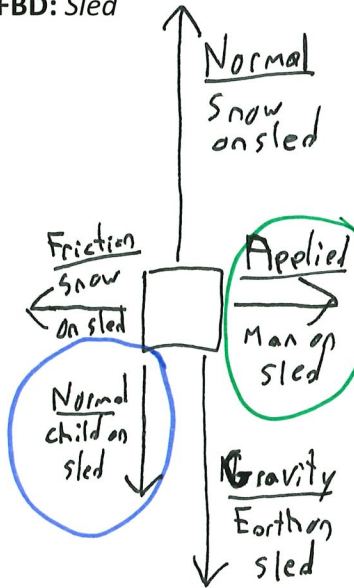 FBD: Sled
Normal
Snow
on sled
Friction
Snow
on sled
Applied
Man on
sled
Normal
child on
sled
Gravity
Earth on
sled